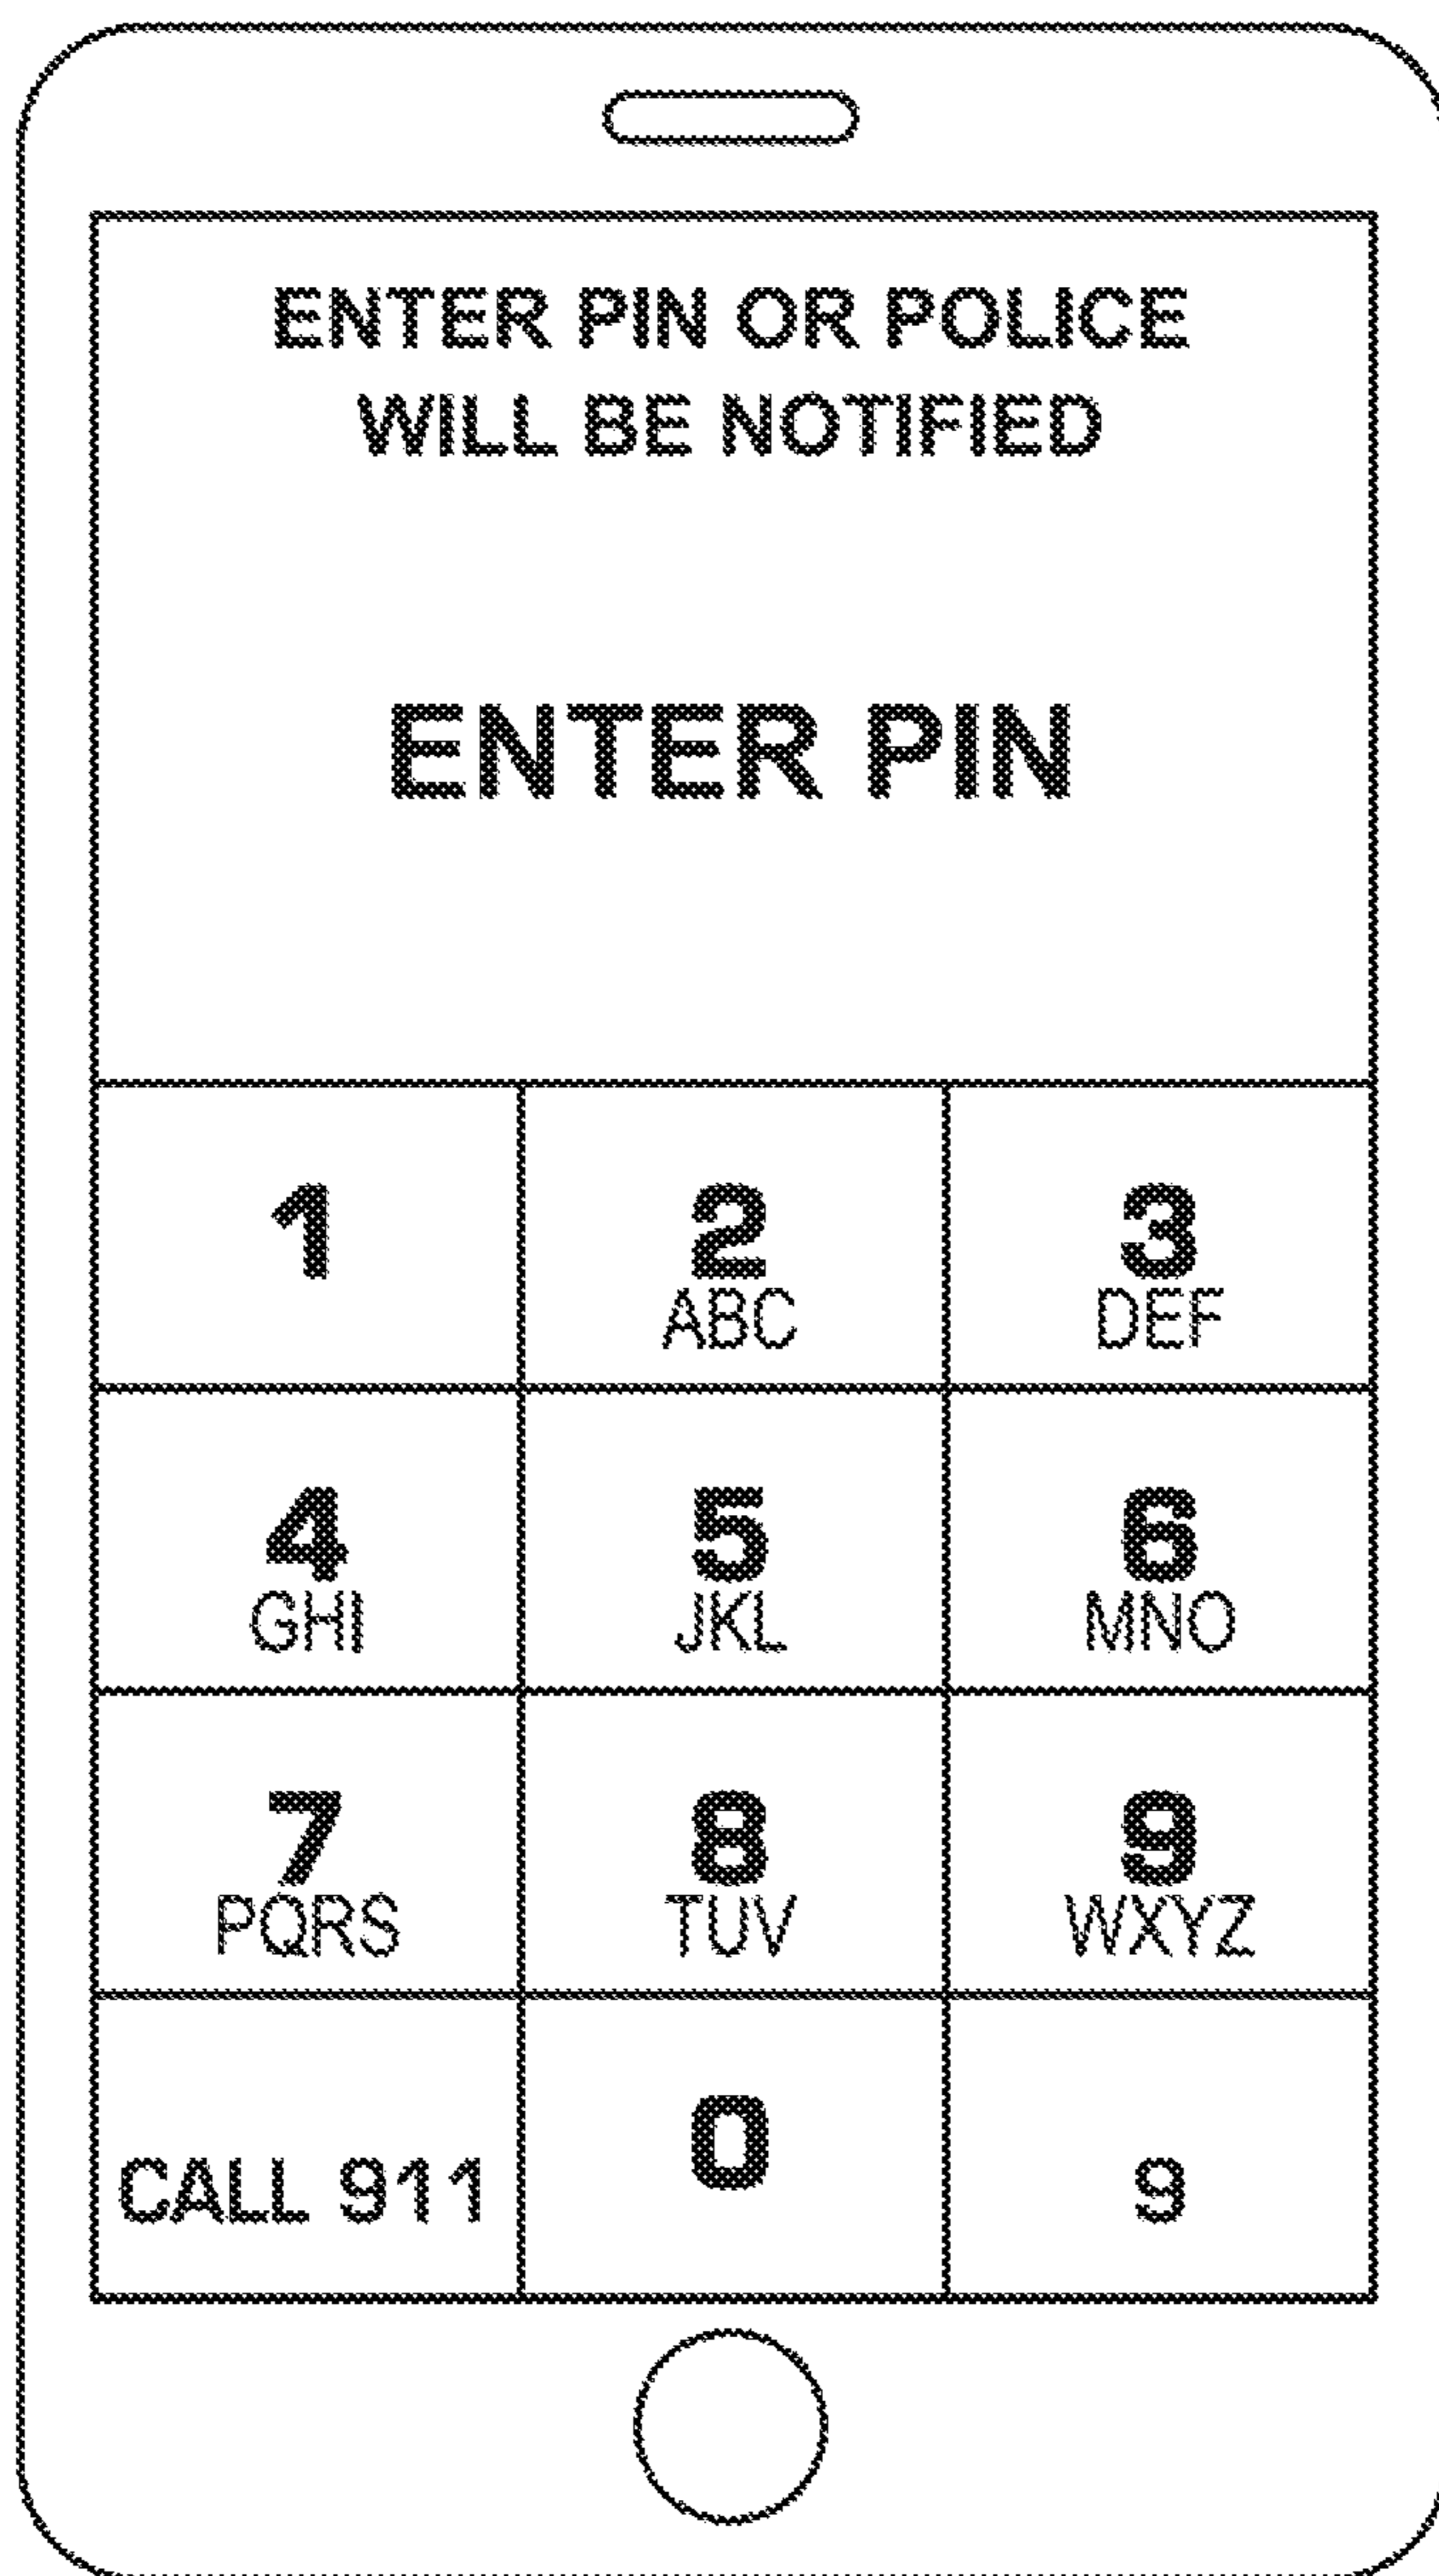 ENTER PIN OR POLICE
WILL BE NOTIFIED
ENTER PIN
1 2 3
ABC DEF
4 5 6
GHI JKL MNO
7 8 9
PQRS TUV WXYZ
CALL 911 0 9